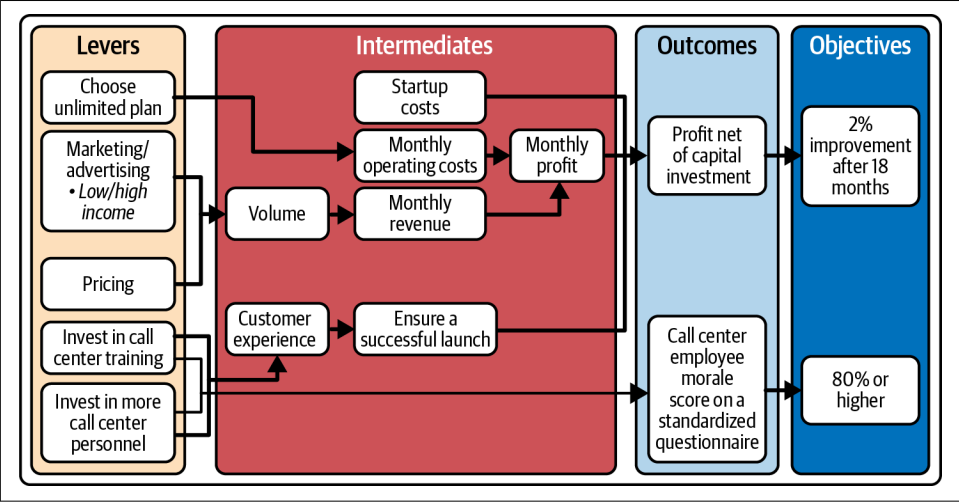 Levers
Choose
unlimited plan
Marketing/
advertising
• Low/high
income
Pricing
Invest in call
center training
Invest in more
call center
personnel
Intermediates
Startup
costs
Monthly
operating costs
Monthly
profit
Volume
Monthly
revenue
Customer
experience
Ensure a
successful launch
Outcomes
Profit net
of capital
investment
Call center
employee
morale
score on a
standardized
questionnaire
Objectives
2%
improvement
after 18
months
80% or
higher